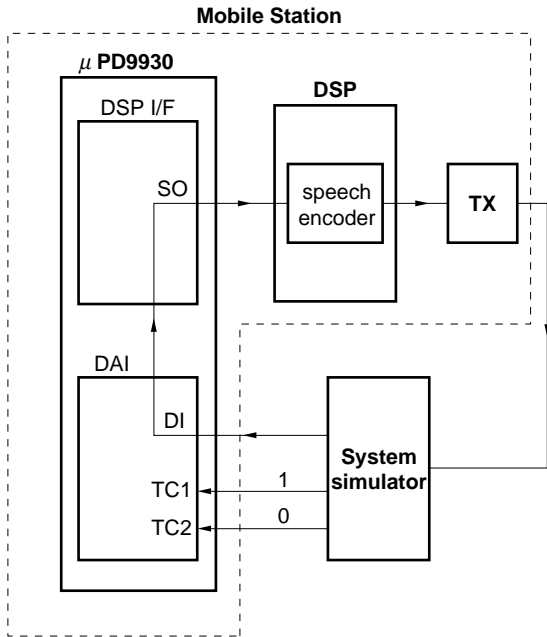 Mobile Station
μ PD9930
DSP I/F
DSP
SO
speech
encoder
TX
DAI
DI
System
simulator
TC1
1
TC2
0